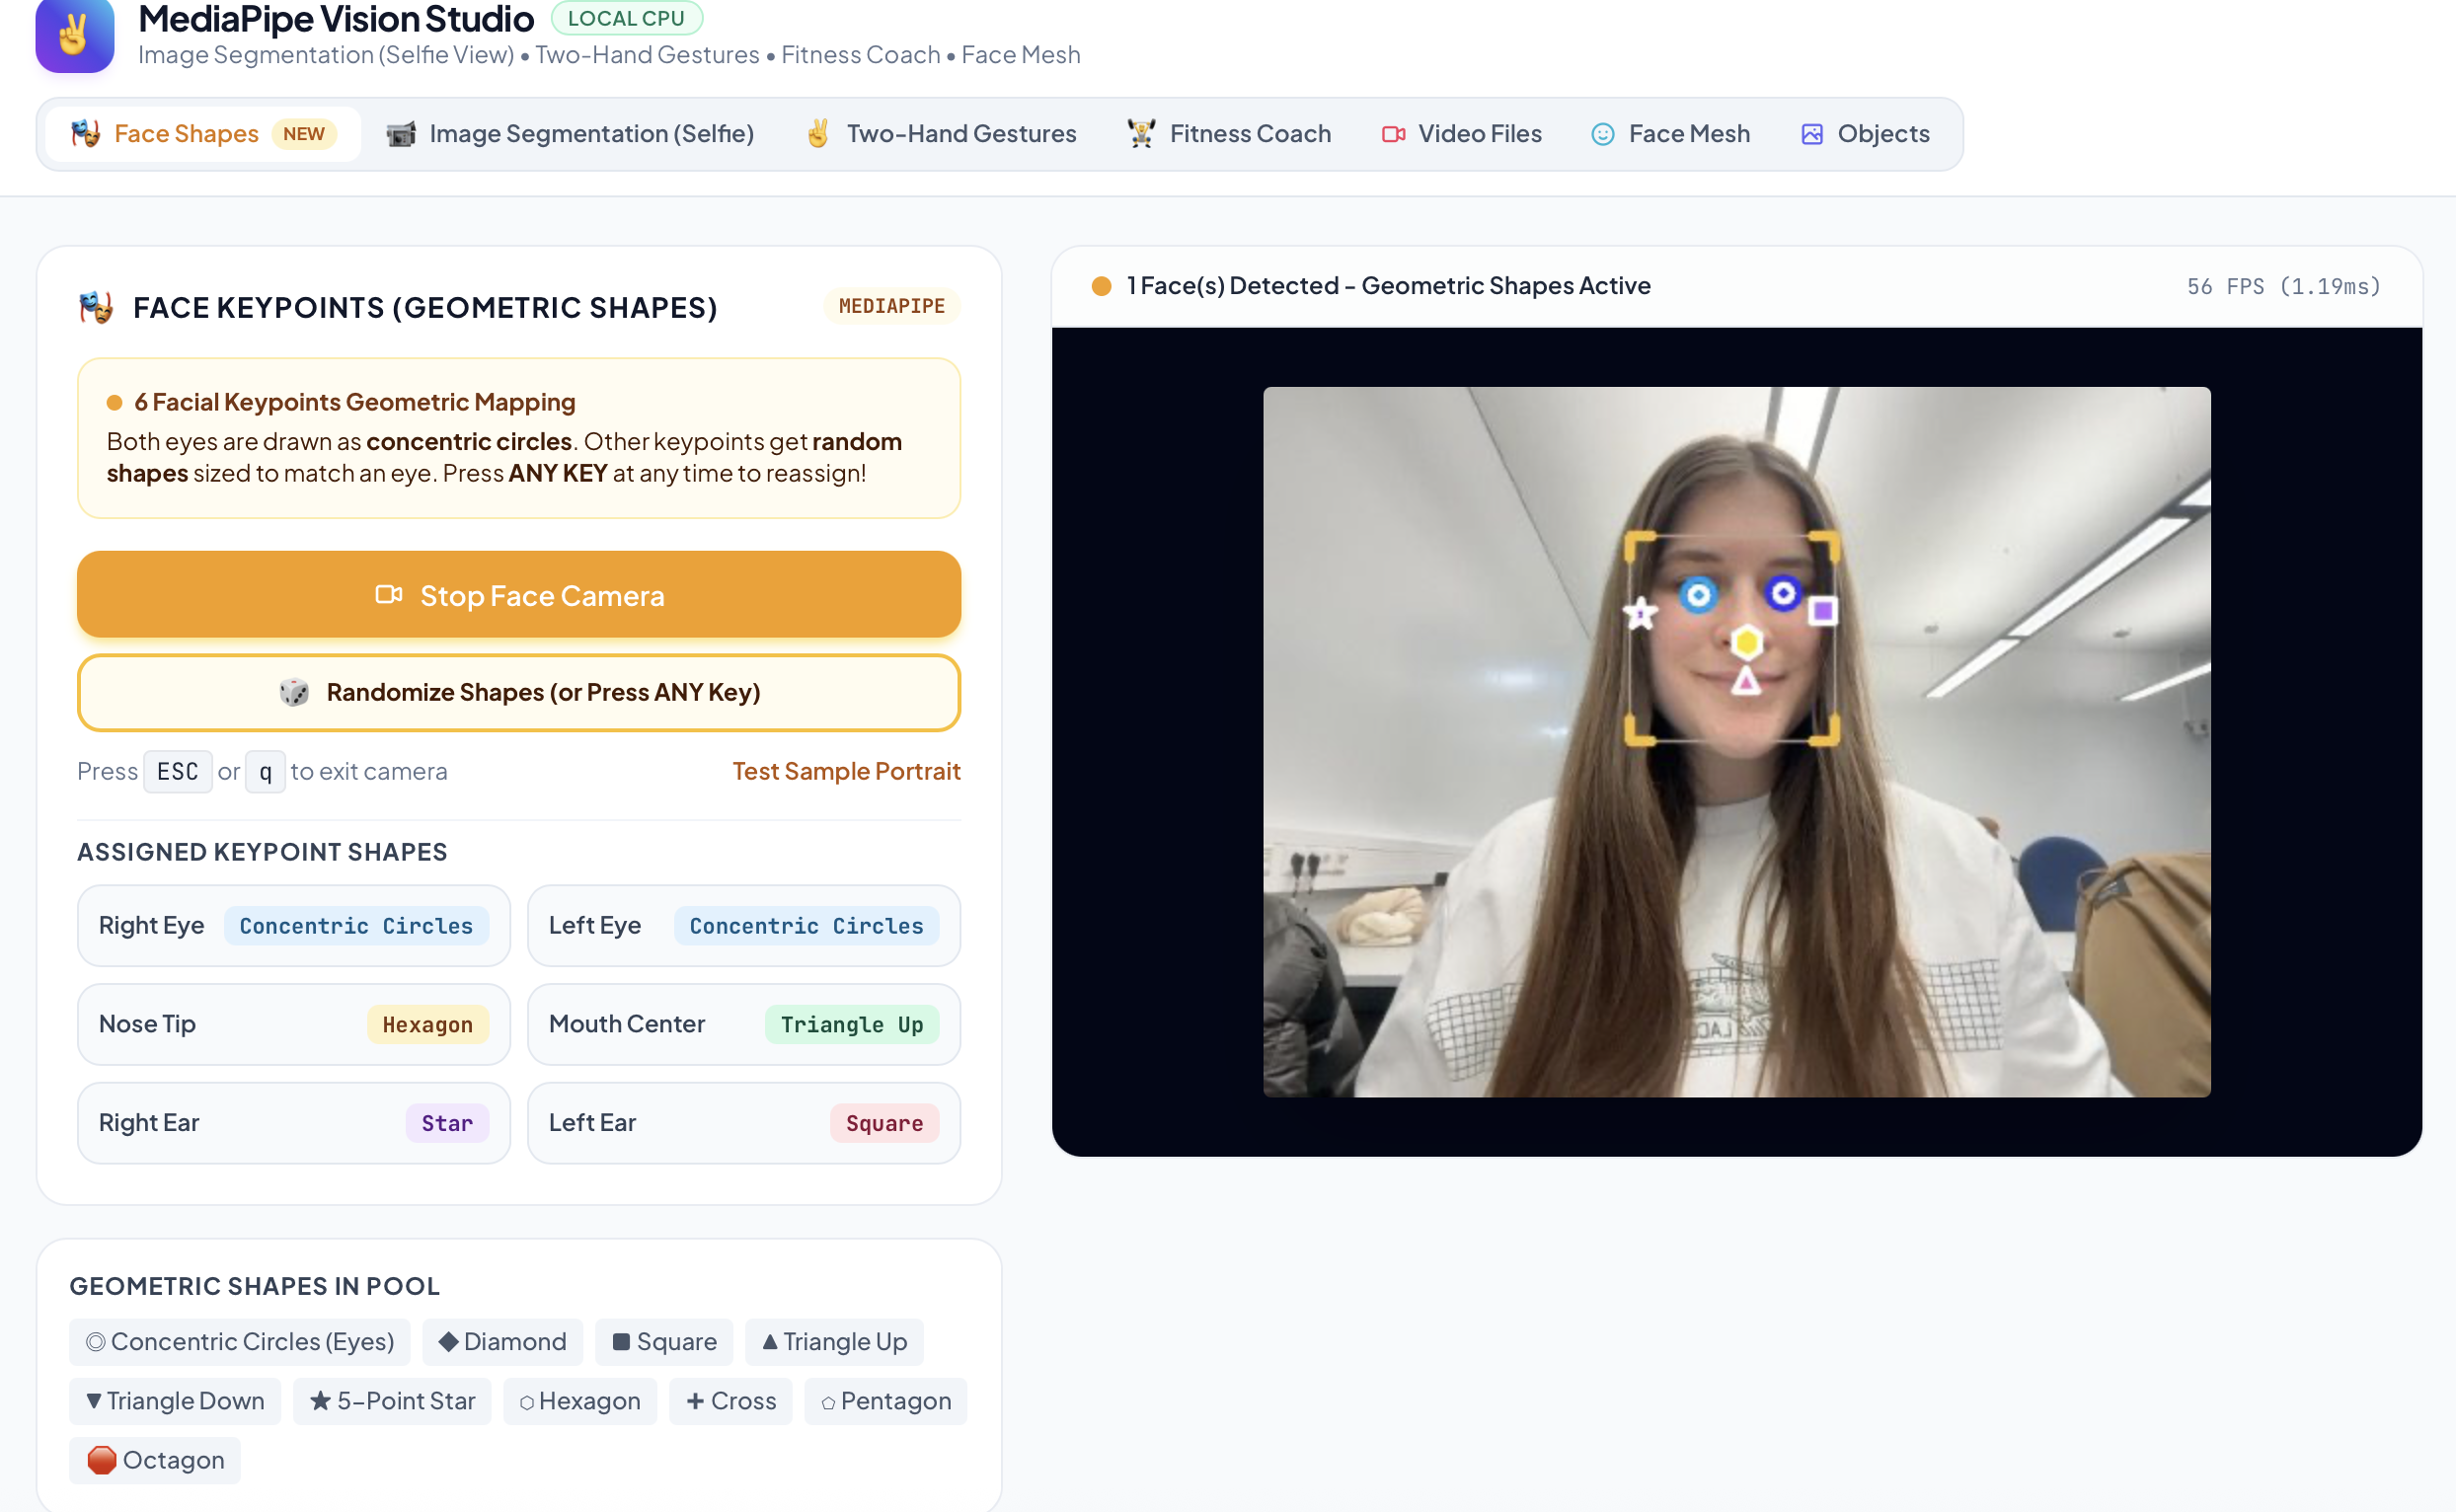 MediaPipe Vision Studio LOCAL CPU
Image Segmentation (Selfie View) • Two-Hand Gestures • Fitness Coach • Face Mesh
Face Shapes NEW Image Segmentation (Selfie) Two-Hand Gestures Fitness Coach Video Files Face Mesh Objects
FACE KEYPOINTS (GEOMETRIC SHAPES) MEDIAPIPE
6 Facial Keypoints Geometric Mapping
Both eyes are drawn as concentric circles. Other keypoints get random
shapes sized to match an eye. Press ANY KEY at any time to reassign!
Stop Face Camera
Randomize Shapes (or Press ANY Key)
Press ESC or q to exit camera Test Sample Portrait
ASSIGNED KEYPOINT SHAPES
Right Eye Concentric Circles Left Eye Concentric Circles
Nose Tip Hexagon Mouth Center Triangle Up
Right Ear Star Left Ear Square
GEOMETRIC SHAPES IN POOL
Concentric Circles (Eyes) Diamond Square Triangle Up
Triangle Down 5-Point Star Hexagon Cross Pentagon
Octagon
1 Face(s) Detected - Geometric Shapes Active 56 FPS (1.19ms)